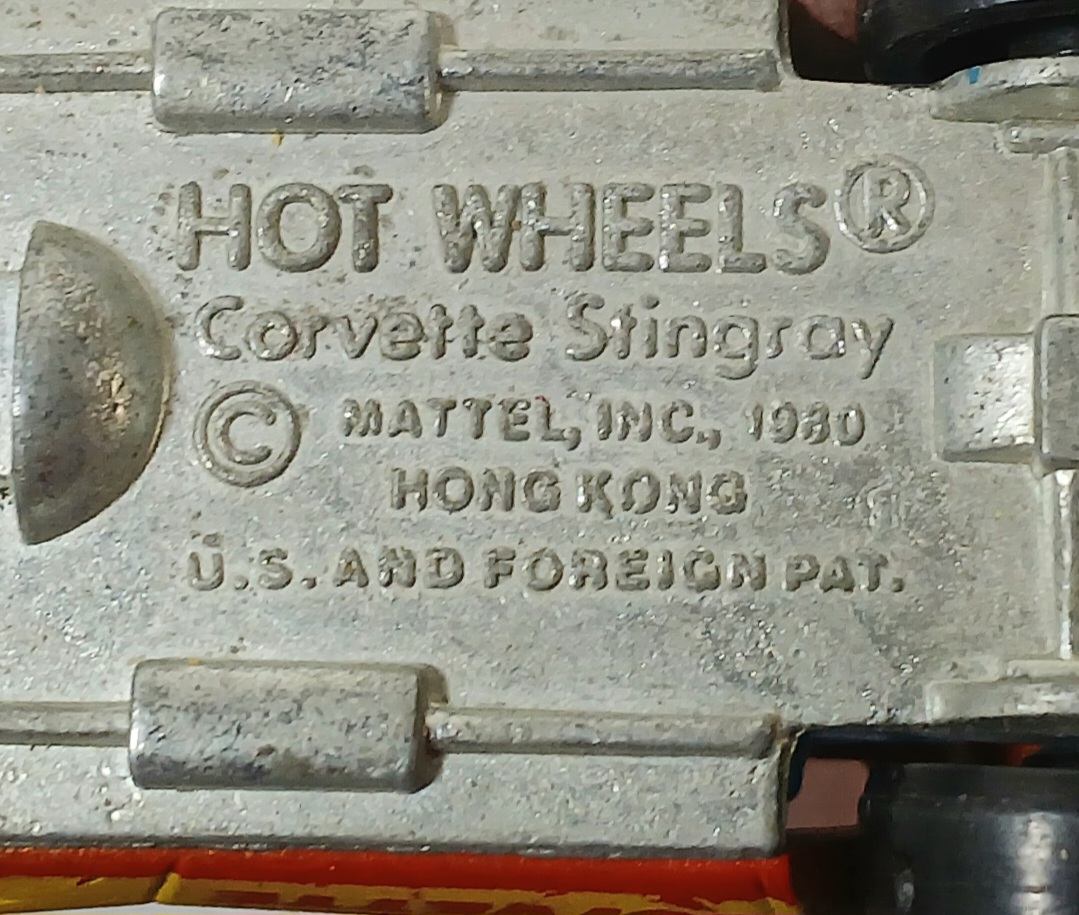 HOT WHEELS®
Corvette Stingray
© MATTEL, INC., 1980
HONG KONG
U.S. AND FOREIGN PAT.